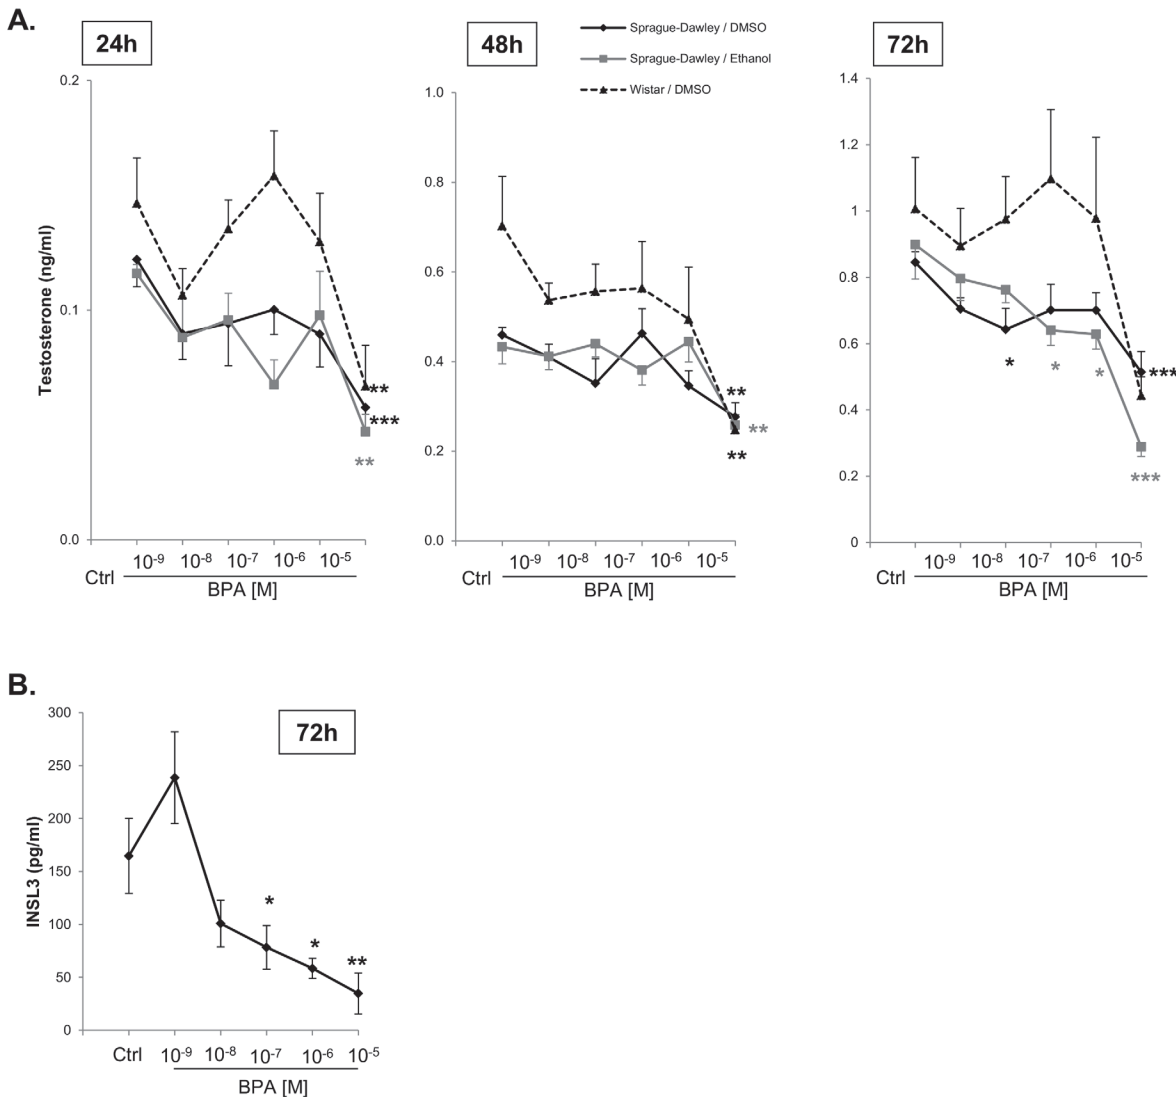 A.
24h
48h
72h
Sprague-Dawley / DMSO
Sprague-Dawley / Ethanol
Wistar / DMSO
Testosterone (ng/ml)
0.2
0.1
0.0
**
***
**
Ctrl
10-9 10-8 10-7 10-6 10-5
BPA [M]
1.0
0.8
0.6
0.4
0.2
0.0
**
**
**
Ctrl
10-9 10-8 10-7 10-6 10-5
BPA [M]
1.4
1.2
1
0.8
0.6
0.4
0.2
0
*
*
*
***
***
Ctrl
10-9 10-8 10-7 10-6 10-5
BPA [M]
B.
72h
INSL3 (pg/ml)
300
250
200
150
100
50
0
*
*
**
Ctrl 10-9 10-8 10-7 10-6 10-5
BPA [M]